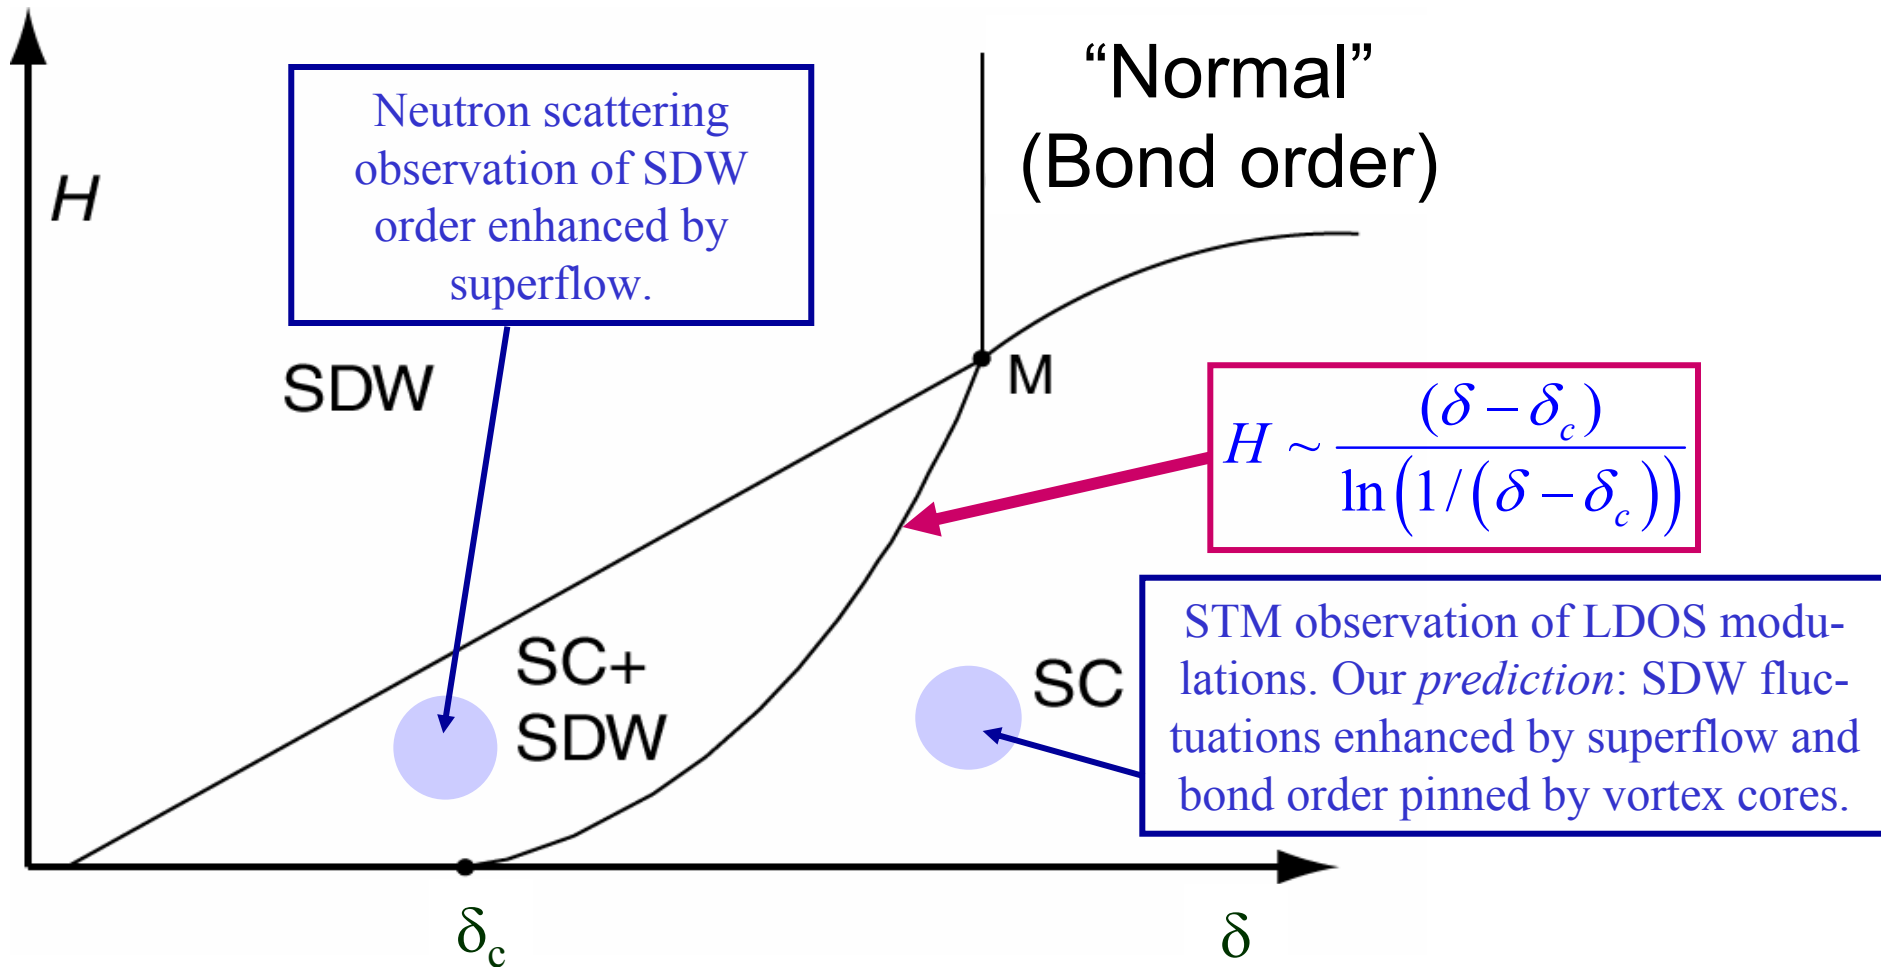 “Normal”
(Bond order)
Neutron scattering
observation of SDW
order enhanced by
superflow.
H
SDW
M
H ~ (δ − δc) / ln(1/(δ − δc))
SC+
SDW
SC
STM observation of LDOS modu-
lations. Our prediction: SDW fluc-
tuations enhanced by superflow and
bond order pinned by vortex cores.
δc
δ